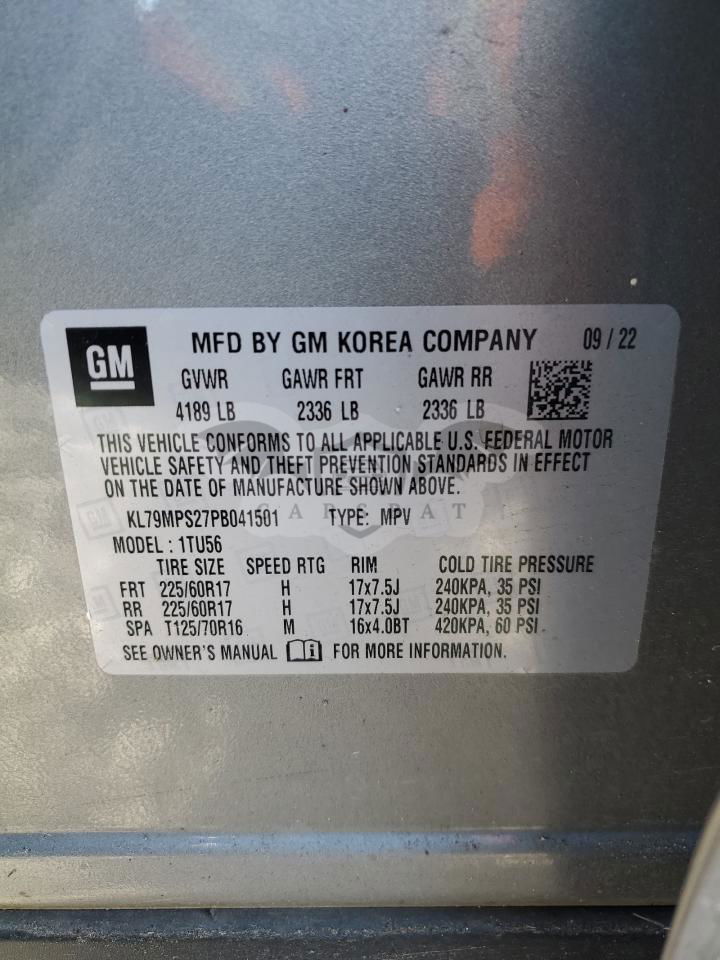 GM MFD BY GM KOREA COMPANY 09 / 22
GVWR GAWR FRT GAWR RR
4189 LB 2336 LB 2336 LB
THIS VEHICLE CONFORMS TO ALL APPLICABLE U.S. FEDERAL MOTOR
VEHICLE SAFETY AND THEFT PREVENTION STANDARDS IN EFFECT
ON THE DATE OF MANUFACTURE SHOWN ABOVE.
CARSBAT
KL79MPS27PB041501 TYPE: MPV
MODEL: 1TU56
TIRE SIZE SPEED RTG RIM COLD TIRE PRESSURE
FRT 225/60R17 H 17x7.5J 240KPA, 35 PSI
RR 225/60R17 H 17x7.5J 240KPA, 35 PSI
SPA T125/70R16 M 16x4.0BT 420KPA, 60 PSI
SEE OWNER'S MANUAL i FOR MORE INFORMATION.